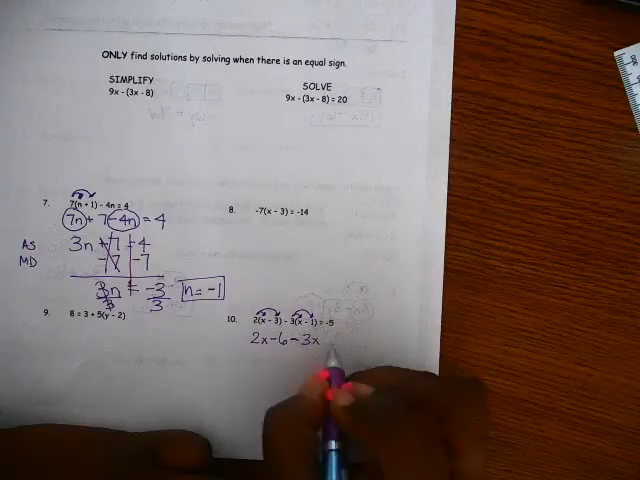 ONLY find solutions by solving when there is an equal sign.
SIMPLIFY
9x - (3x - 8)
SOLVE
9x - (3x - 8) = 20
7. 7(n + 1) - 4n = 4
7n + 7 - 4n = 4
AS 3n + 7 = 4
MD - 7 - 7
3n = -3
3 3
n = -1
8. -7(x - 3) = -14
9. 8 = 3 + 5(y - 2)
10. 2(x - 3) - 3(x - 1) = -5
2x - 6 - 3x